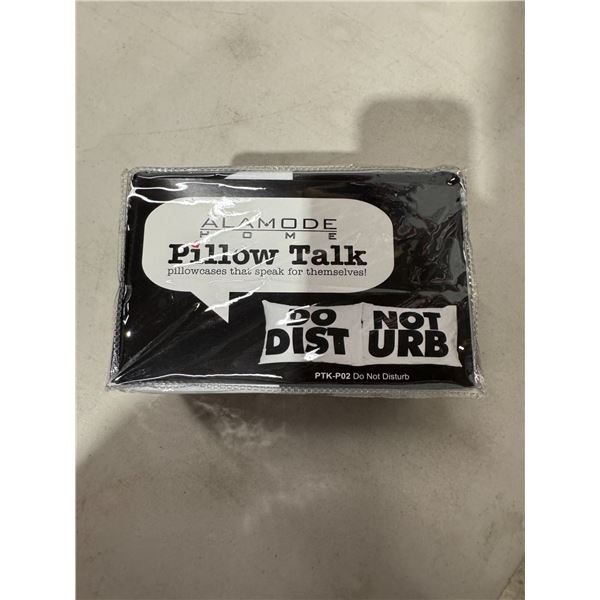 ALAMODE
HOME
Pillow Talk
pillowcases that speak for themselves!
DO NOT
DIST URB
PTK-P02 Do Not Disturb